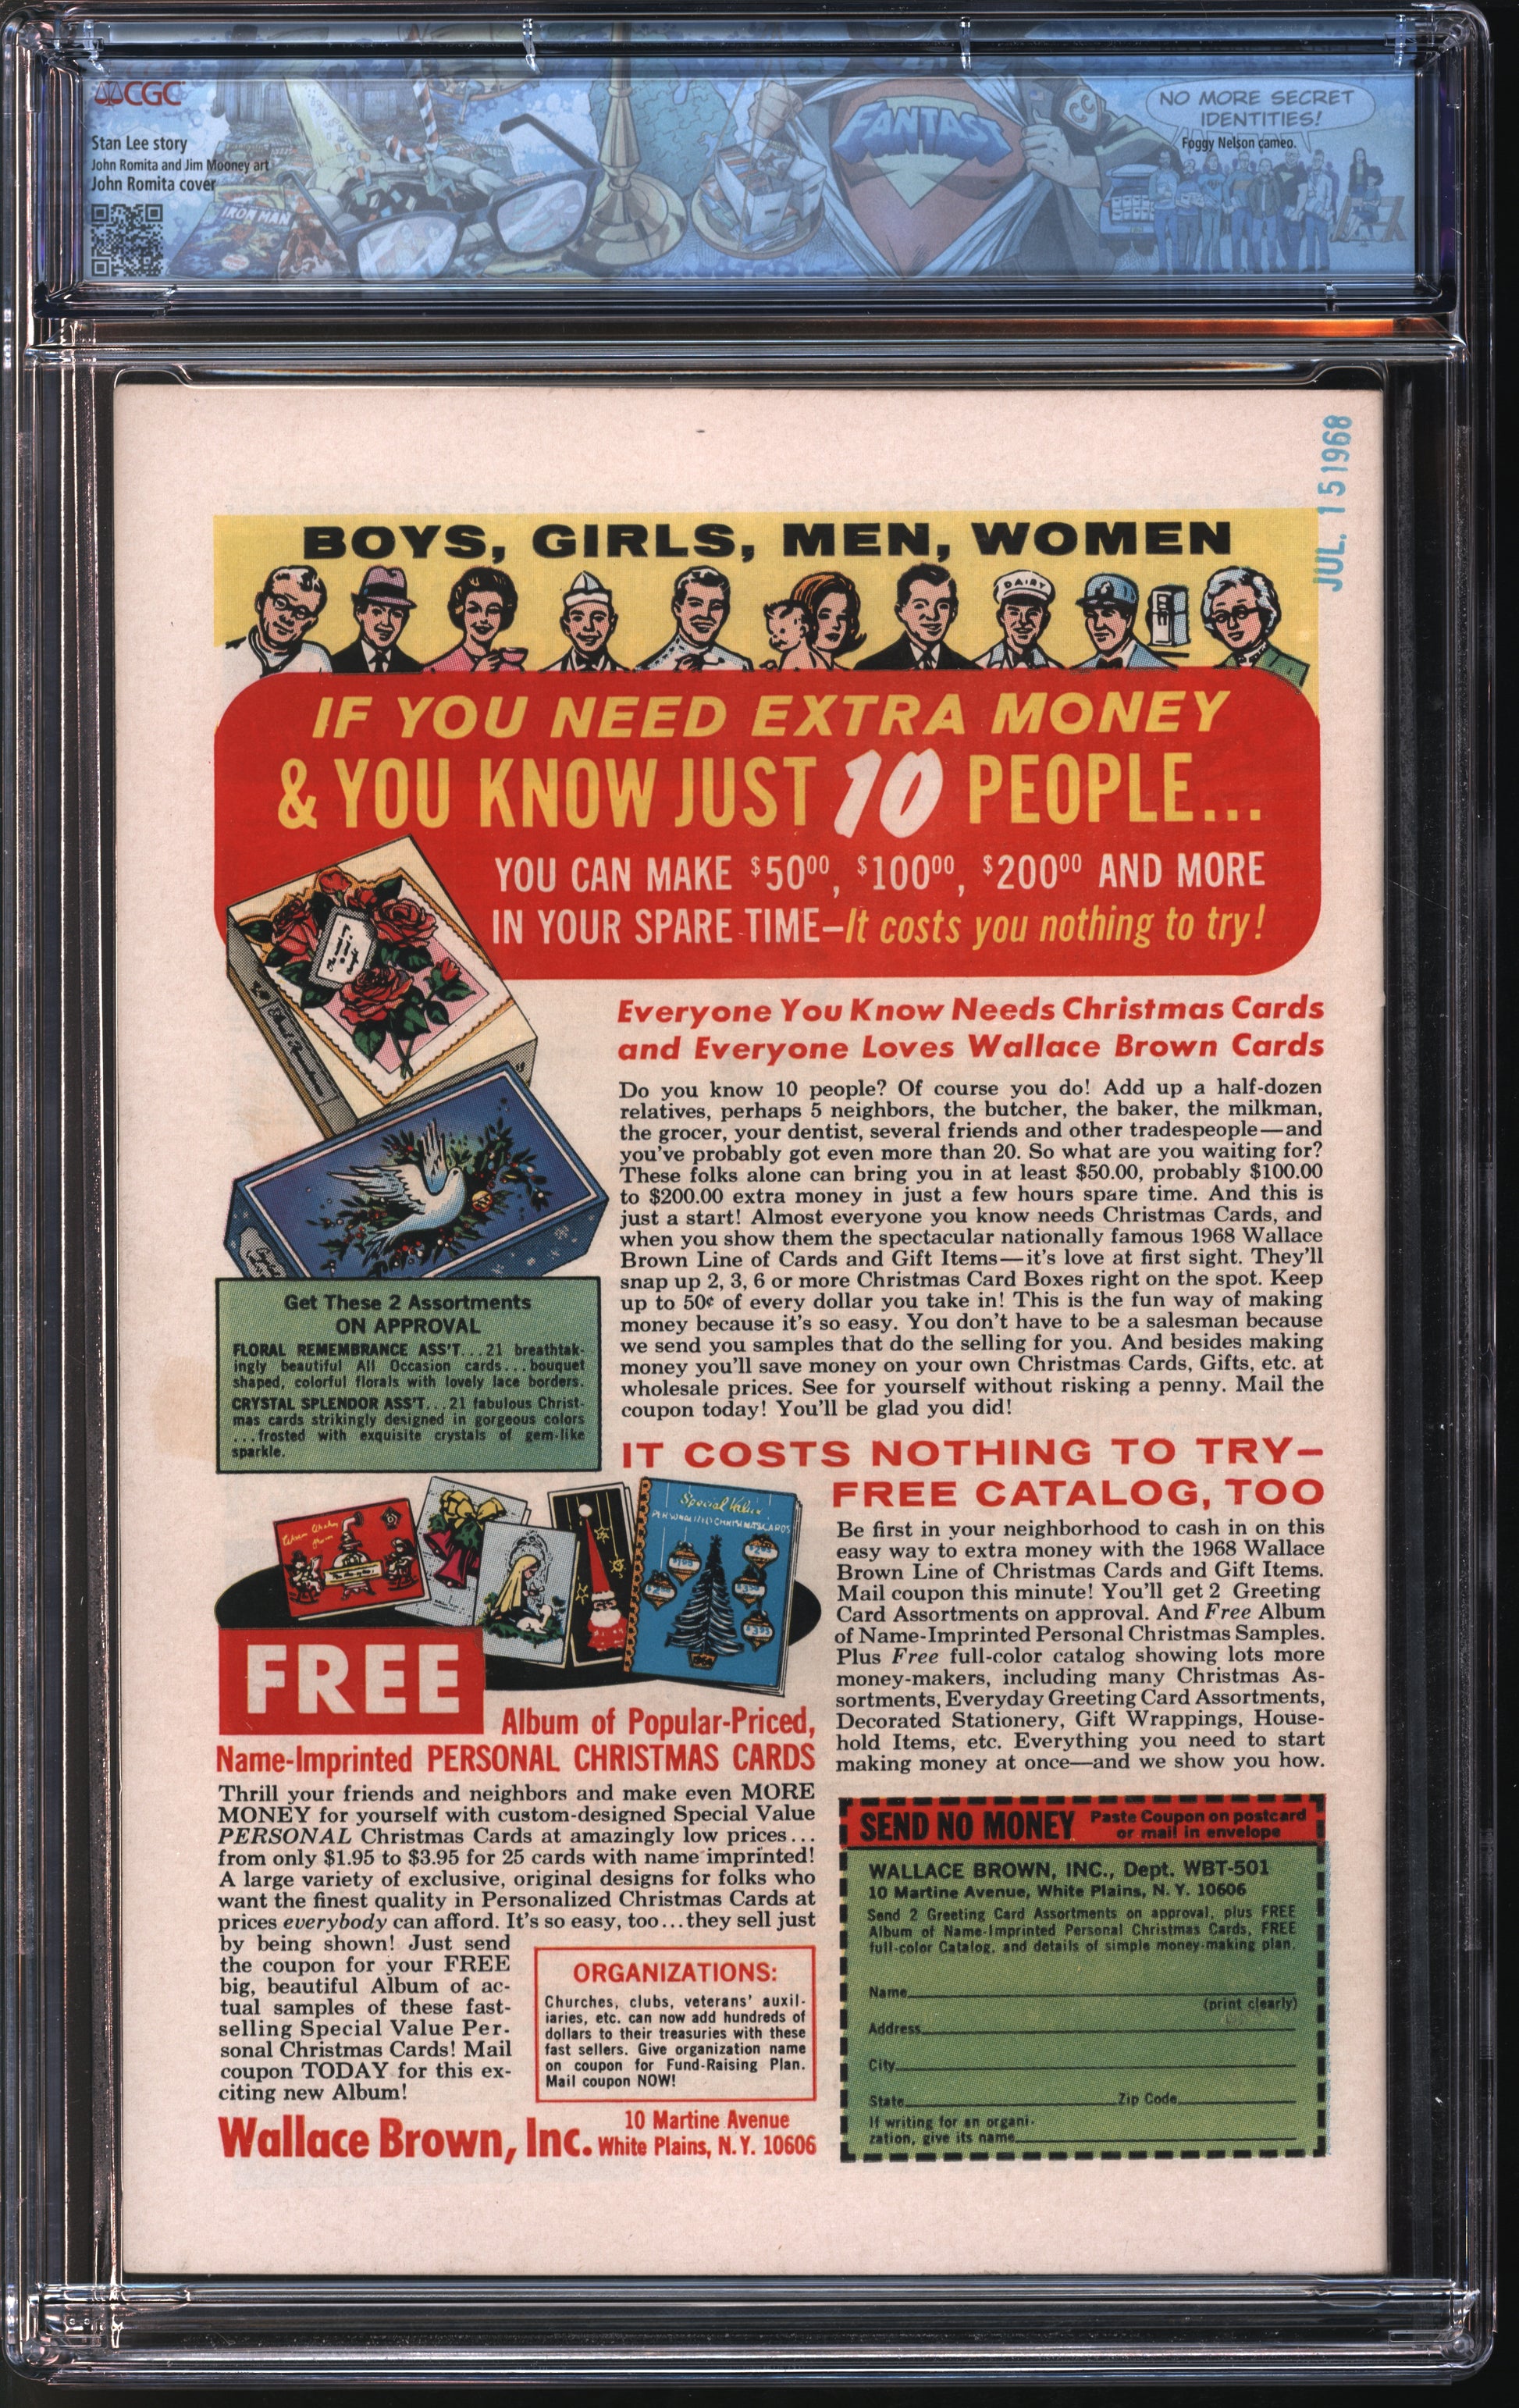 CGC
Stan Lee story
John Romita and Jim Mooney art
John Romita cover
IRON MAN
FANTAST
CC
NO MORE SECRET
IDENTITIES!
Foggy Nelson cameo.
JUL. 15 1968
BOYS, GIRLS, MEN, WOMEN
DAIRY
IF YOU NEED EXTRA MONEY
& YOU KNOW JUST 10 PEOPLE...
YOU CAN MAKE $5000, $10000, $20000 AND MORE
IN YOUR SPARE TIME—It costs you nothing to try!
Everyone You Know Needs Christmas Cards
and Everyone Loves Wallace Brown Cards
Do you know 10 people? Of course you do! Add up a half-dozen
relatives, perhaps 5 neighbors, the butcher, the baker, the milkman,
the grocer, your dentist, several friends and other tradespeople—and
you've probably got even more than 20. So what are you waiting for?
These folks alone can bring you in at least $50.00, probably $100.00
to $200.00 extra money in just a few hours spare time. And this is
just a start! Almost everyone you know needs Christmas Cards, and
when you show them the spectacular nationally famous 1968 Wallace
Brown Line of Cards and Gift Items—it's love at first sight. They'll
snap up 2, 3, 6 or more Christmas Card Boxes right on the spot. Keep
up to 50¢ of every dollar you take in! This is the fun way of making
money because it's so easy. You don't have to be a salesman because
we send you samples that do the selling for you. And besides making
money you'll save money on your own Christmas Cards, Gifts, etc. at
wholesale prices. See for yourself without risking a penny. Mail the
coupon today! You'll be glad you did!
Get These 2 Assortments
ON APPROVAL
FLORAL REMEMBRANCE ASS'T...21 breathtak-
ingly beautiful All Occasion cards...bouquet
shaped, colorful florals with lovely lace borders.
CRYSTAL SPLENDOR ASS'T...21 fabulous Christ-
mas cards strikingly designed in gorgeous colors
...frosted with exquisite crystals of gem-like
sparkle.
IT COSTS NOTHING TO TRY—
FREE CATALOG, TOO
Be first in your neighborhood to cash in on this
easy way to extra money with the 1968 Wallace
Brown Line of Christmas Cards and Gift Items.
Mail coupon this minute! You'll get 2 Greeting
Card Assortments on approval. And Free Album
of Name-Imprinted Personal Christmas Samples.
Plus Free full-color catalog showing lots more
money-makers, including many Christmas As-
sortments, Everyday Greeting Card Assortments,
Decorated Stationery, Gift Wrappings, House-
hold Items, etc. Everything you need to start
making money at once—and we show you how.
Special Value
PERSONALIZED CHRISTMAS CARDS
FREE
Album of Popular-Priced,
Name-Imprinted PERSONAL CHRISTMAS CARDS
Thrill your friends and neighbors and make even MORE
MONEY for yourself with custom-designed Special Value
PERSONAL Christmas Cards at amazingly low prices...
from only $1.95 to $3.95 for 25 cards with name imprinted!
A large variety of exclusive, original designs for folks who
want the finest quality in Personalized Christmas Cards at
prices everybody can afford. It's so easy, too...they sell just
by being shown! Just send
the coupon for your FREE
big, beautiful Album of ac-
tual samples of these fast-
selling Special Value Per-
sonal Christmas Cards! Mail
coupon TODAY for this ex-
citing new Album!
ORGANIZATIONS:
Churches, clubs, veterans' auxil-
iaries, etc. can now add hundreds of
dollars to their treasuries with these
fast sellers. Give organization name
on coupon for Fund-Raising Plan.
Mail coupon NOW!
Wallace Brown, Inc.
10 Martine Avenue
White Plains, N.Y. 10606
SEND NO MONEY
Paste Coupon on postcard
or mail in envelope
WALLACE BROWN, INC., Dept. WBT-501
10 Martine Avenue, White Plains, N.Y. 10606
Send 2 Greeting Card Assortments on approval, plus FREE
Album of Name-Imprinted Personal Christmas Cards, FREE
full-color Catalog, and details of simple money-making plan.
Name
(print clearly)
Address
City
State Zip Code
If writing for an organi-
zation, give its name